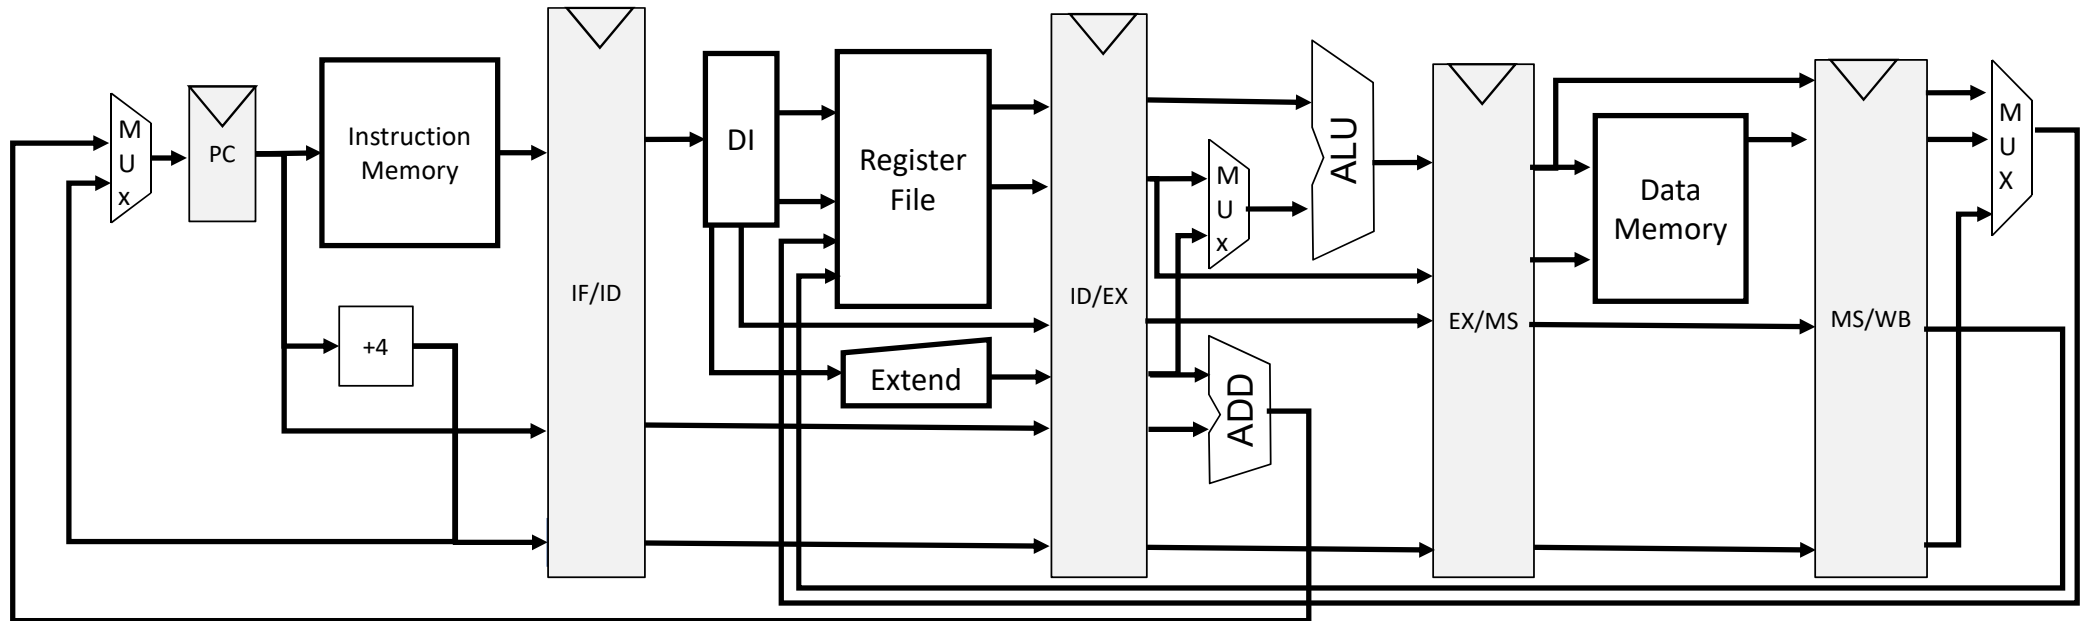 M
U
x
PC
Instruction
Memory
+4
IF/ID
DI
Register
File
Extend
ID/EX
M
U
x
ALU
ADD
EX/MS
Data
Memory
MS/WB
M
U
X